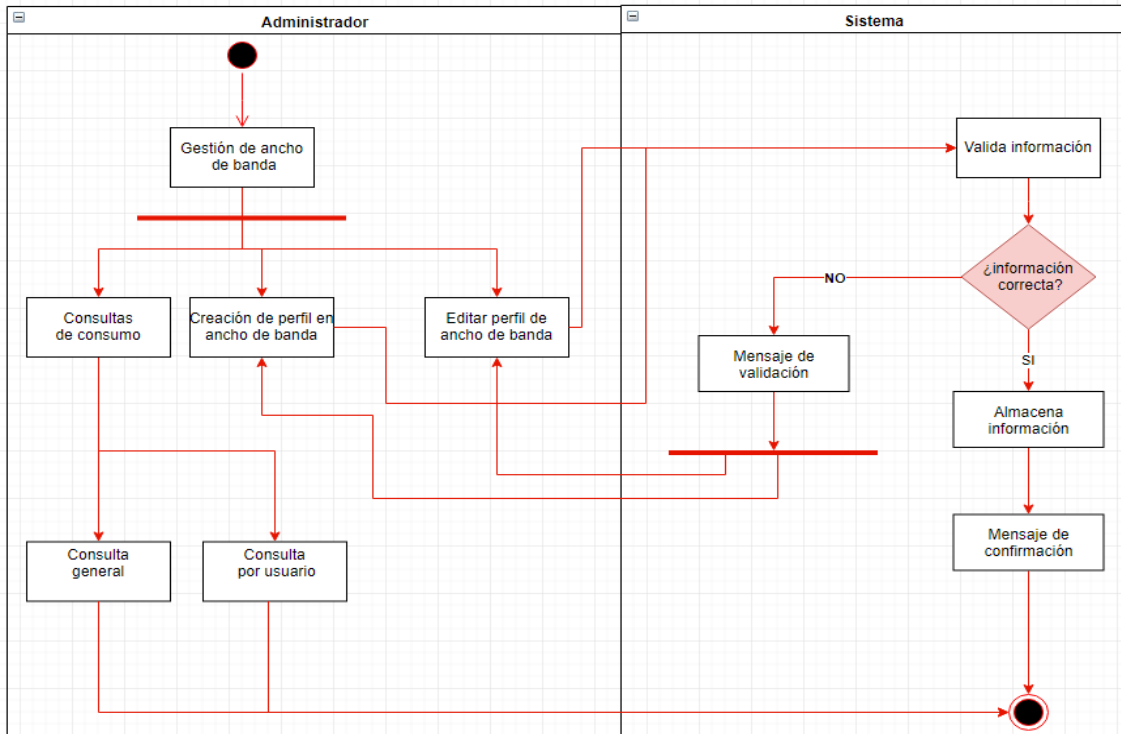 Administrador
Sistema
Gestión de ancho
de banda
Valida información
¿información
correcta?
NO
SI
Consultas
de consumo
Creación de perfil en
ancho de banda
Editar perfil de
ancho de banda
Mensaje de
validación
Almacena
información
Mensaje de
confirmación
Consulta
general
Consulta
por usuario